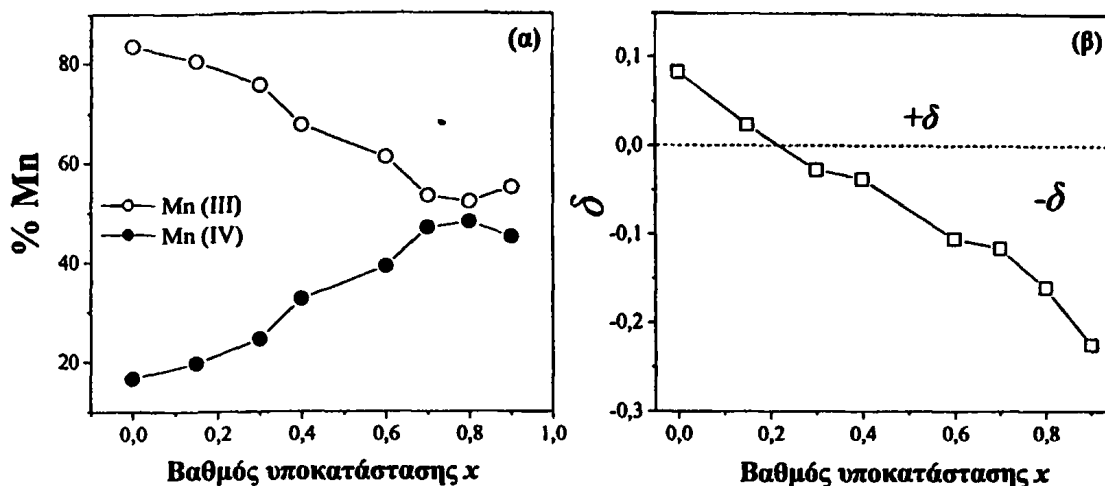 (α)
% Mn
80
60
40
20
Mn (III)
Mn (IV)
0,0 0,2 0,4 0,6 0,8 1,0
Βαθμός υποκατάστασης x
(β)
δ
0,1
0,0
-0,1
-0,2
-0,3
+δ
-δ
0,0 0,2 0,4 0,6 0,8
Βαθμός υποκατάστασης x